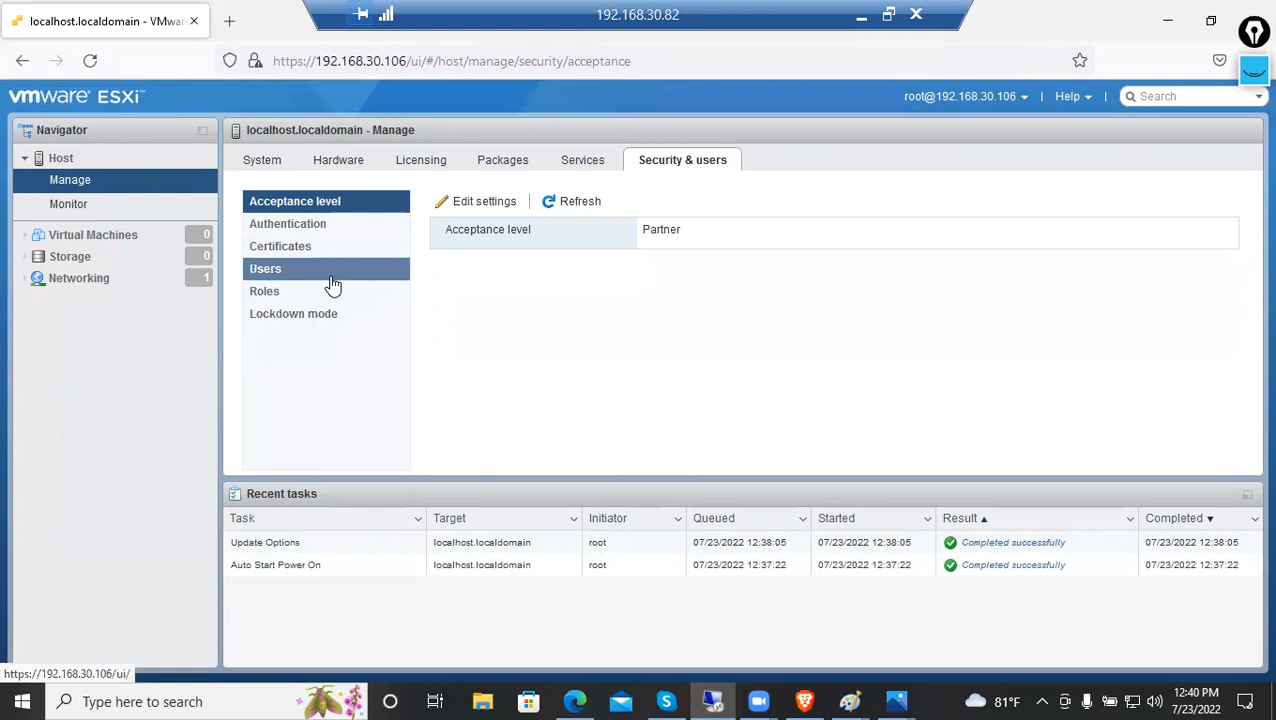 localhost.localdomain - VMwar
192.168.30.82
https://192.168.30.106/ui/#/host/manage/security/acceptance
vmware ESXi
root@192.168.30.106
Help
Search
Navigator
Host
Manage
Monitor
Virtual Machines 0
Storage 0
Networking 1
localhost.localdomain - Manage
System Hardware Licensing Packages Services Security & users
Acceptance level
Authentication
Certificates
Users
Roles
Lockdown mode
Edit settings Refresh
Acceptance level Partner
Recent tasks
Task Target Initiator Queued Started Result Completed
Update Options localhost.localdomain root 07/23/2022 12:38:05 07/23/2022 12:38:05 Completed successfully 07/23/2022 12:38:05
Auto Start Power On localhost.localdomain root 07/23/2022 12:37:22 07/23/2022 12:37:22 Completed successfully 07/23/2022 12:37:22
https://192.168.30.106/ui/
Type here to search
81°F
12:40 PM
7/23/2022